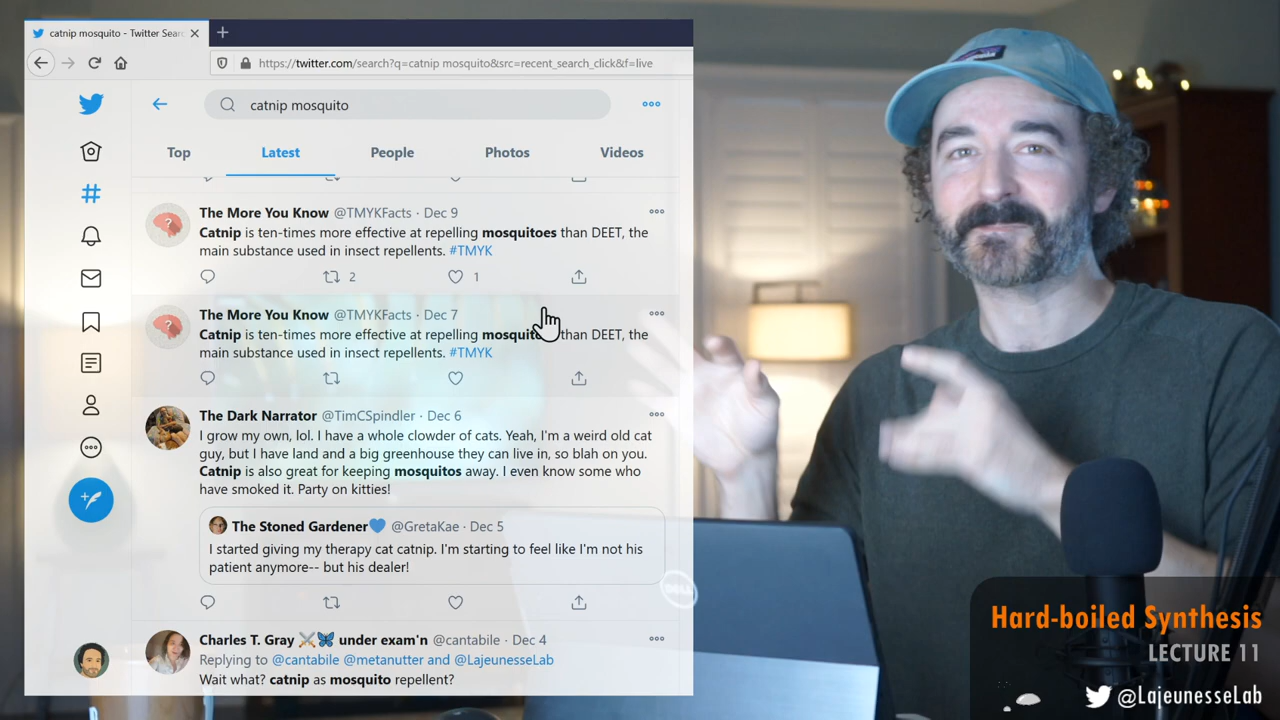 catnip mosquito - Twitter Sear
https://twitter.com/search?q=catnip mosquito&src=recent_search_click&f=live
catnip mosquito
Top Latest People Photos Videos
The More You Know @TMYKFacts · Dec 9
Catnip is ten-times more effective at repelling mosquitoes than DEET, the
main substance used in insect repellents. #TMYK
2 1
The More You Know @TMYKFacts · Dec 7
Catnip is ten-times more effective at repelling mosquito than DEET, the
main substance used in insect repellents. #TMYK
The Dark Narrator @TimCSpindler · Dec 6
I grow my own, lol. I have a whole clowder of cats. Yeah, I'm a weird old cat
guy, but I have land and a big greenhouse they can live in, so blah on you.
Catnip is also great for keeping mosquitos away. I even know some who
have smoked it. Party on kitties!
The Stoned Gardener💙 @GretaKae · Dec 5
I started giving my therapy cat catnip. I'm starting to feel like I'm not his
patient anymore-- but his dealer!
Charles T. Gray ⚔️🦋 under exam'n @cantabile · Dec 4
Replying to @cantabile @metanutter and @LajeunesseLab
Wait what? catnip as mosquito repellent?
DELL
Hard-boiled Synthesis
LECTURE 11
@LajeunesseLab